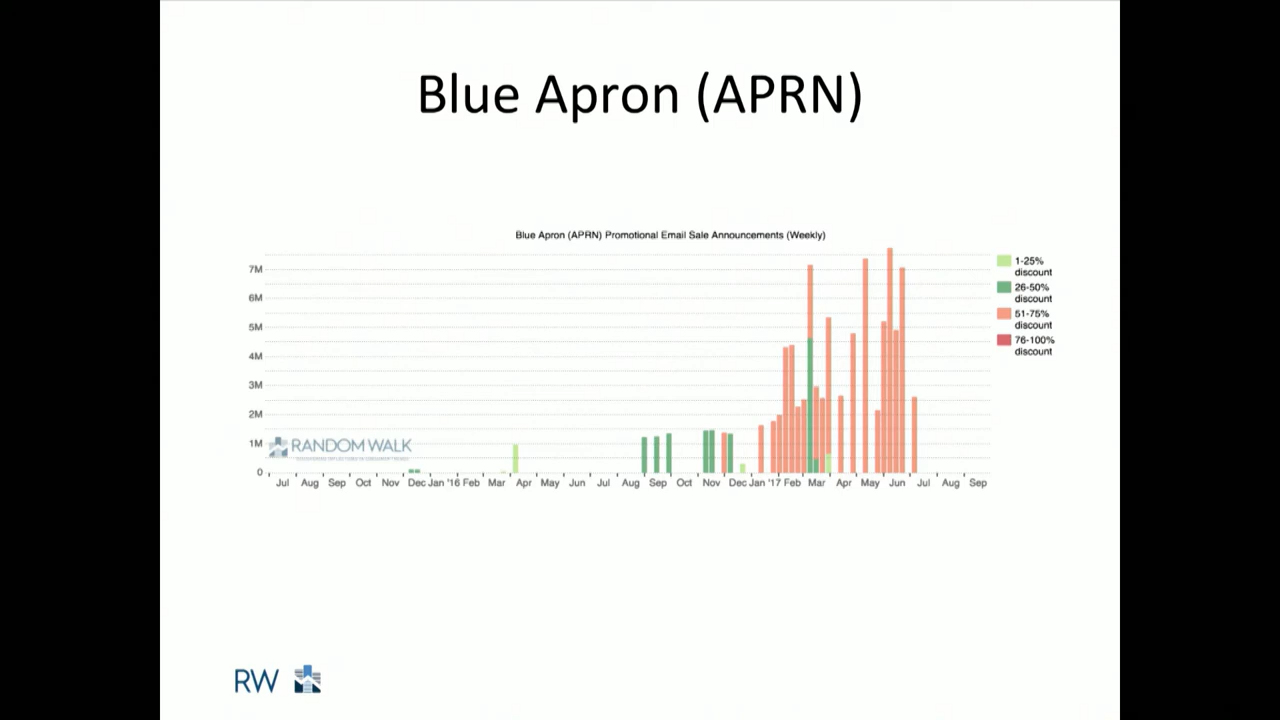 Blue Apron (APRN)
Blue Apron (APRN) Promotional Email Sale Announcements (Weekly)
7M
6M
5M
4M
3M
2M
1M
0
1-25%
discount
26-50%
discount
51-75%
discount
76-100%
discount
RANDOM WALK
Jul Aug Sep Oct Nov Dec Jan '16 Feb Mar Apr May Jun Jul Aug Sep Oct Nov Dec Jan '17 Feb Mar Apr May Jun Jul Aug Sep
RW